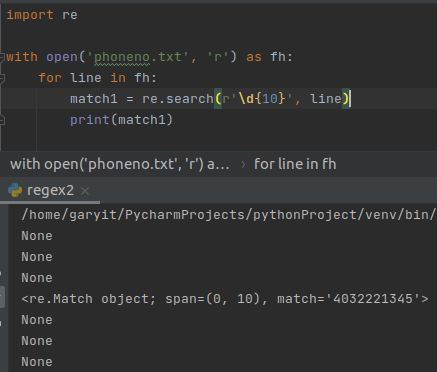 import re
with open('phoneno.txt', 'r') as fh:
    for line in fh:
        match1 = re.search(r'\d{10}', line)
        print(match1)
with open('phoneno.txt', 'r') a... › for line in fh
regex2 ×
/home/garyit/PycharmProjects/pythonProject/venv/bin/
None
None
None
<re.Match object; span=(0, 10), match='4032221345'>
None
None
None